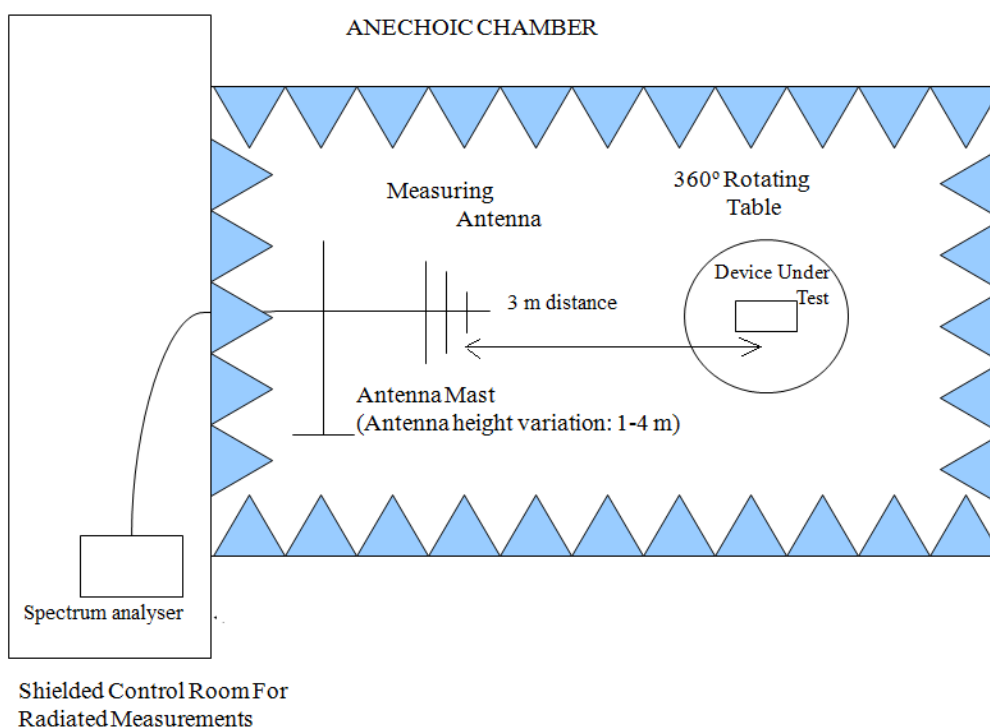 ANECHOIC CHAMBER
Measuring
Antenna
360º Rotating
Table
Device Under
Test
3 m distance
Antenna Mast
(Antenna height variation: 1-4 m)
Spectrum analyser
Shielded Control Room For
Radiated Measurements